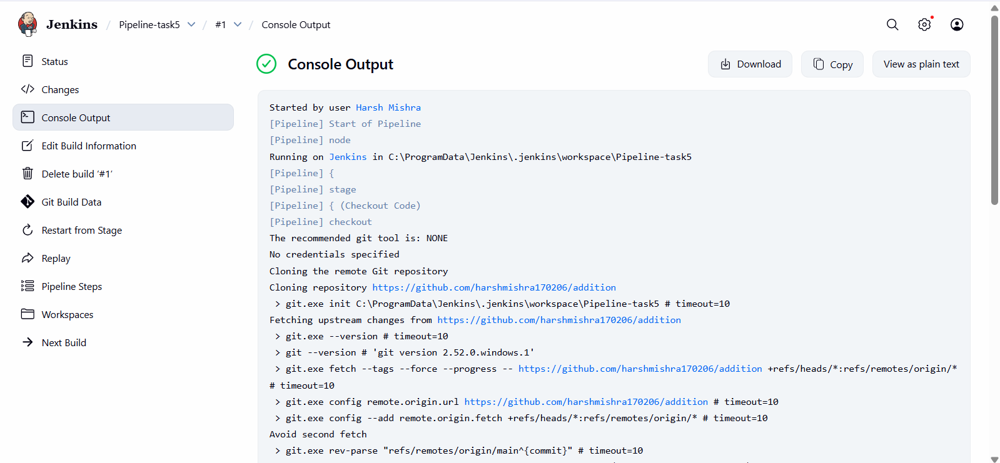 Jenkins / Pipeline-task5 / #1 / Console Output
Status
Changes
Console Output
Edit Build Information
Delete build ‘#1’
Git Build Data
Restart from Stage
Replay
Pipeline Steps
Workspaces
Next Build
Console Output
Download
Copy
View as plain text
Started by user Harsh Mishra
[Pipeline] Start of Pipeline
[Pipeline] node
Running on Jenkins in C:\ProgramData\Jenkins\.jenkins\workspace\Pipeline-task5
[Pipeline] {
[Pipeline] stage
[Pipeline] { (Checkout Code)
[Pipeline] checkout
The recommended git tool is: NONE
No credentials specified
Cloning the remote Git repository
Cloning repository https://github.com/harshmishra170206/addition
> git.exe init C:\ProgramData\Jenkins\.jenkins\workspace\Pipeline-task5 # timeout=10
Fetching upstream changes from https://github.com/harshmishra170206/addition
> git.exe --version # timeout=10
> git --version # 'git version 2.52.0.windows.1'
> git.exe fetch --tags --force --progress -- https://github.com/harshmishra170206/addition +refs/heads/*:refs/remotes/origin/*
# timeout=10
> git.exe config remote.origin.url https://github.com/harshmishra170206/addition # timeout=10
> git.exe config --add remote.origin.fetch +refs/heads/*:refs/remotes/origin/* # timeout=10
Avoid second fetch
> git.exe rev-parse "refs/remotes/origin/main^{commit}" # timeout=10